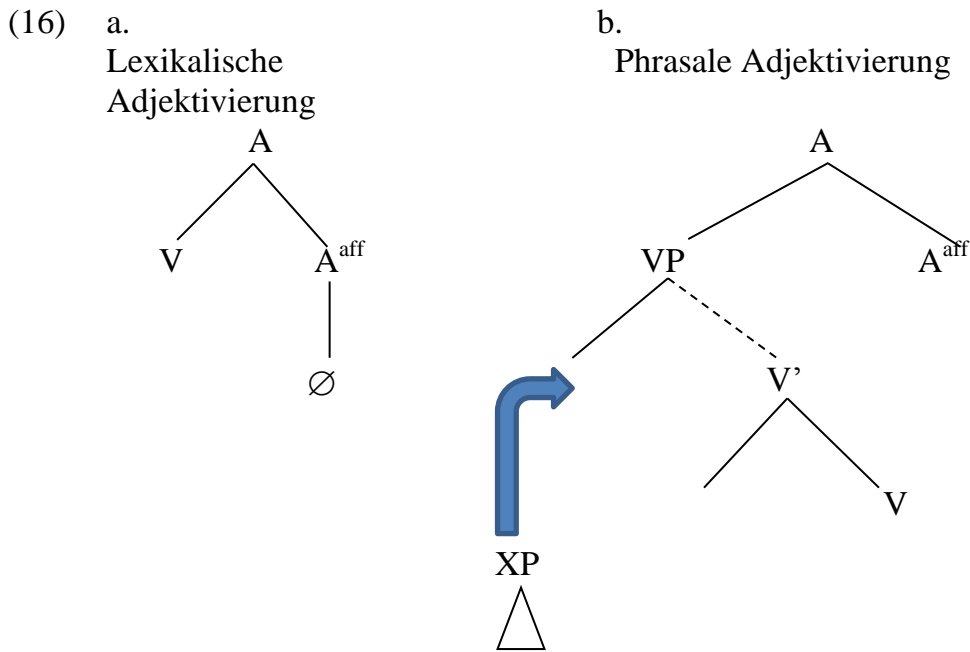 (16) a. b.
Lexikalische Phrasale Adjektivierung
Adjektivierung
A A
V A^aff VP A^aff
∅ V’
V
XP